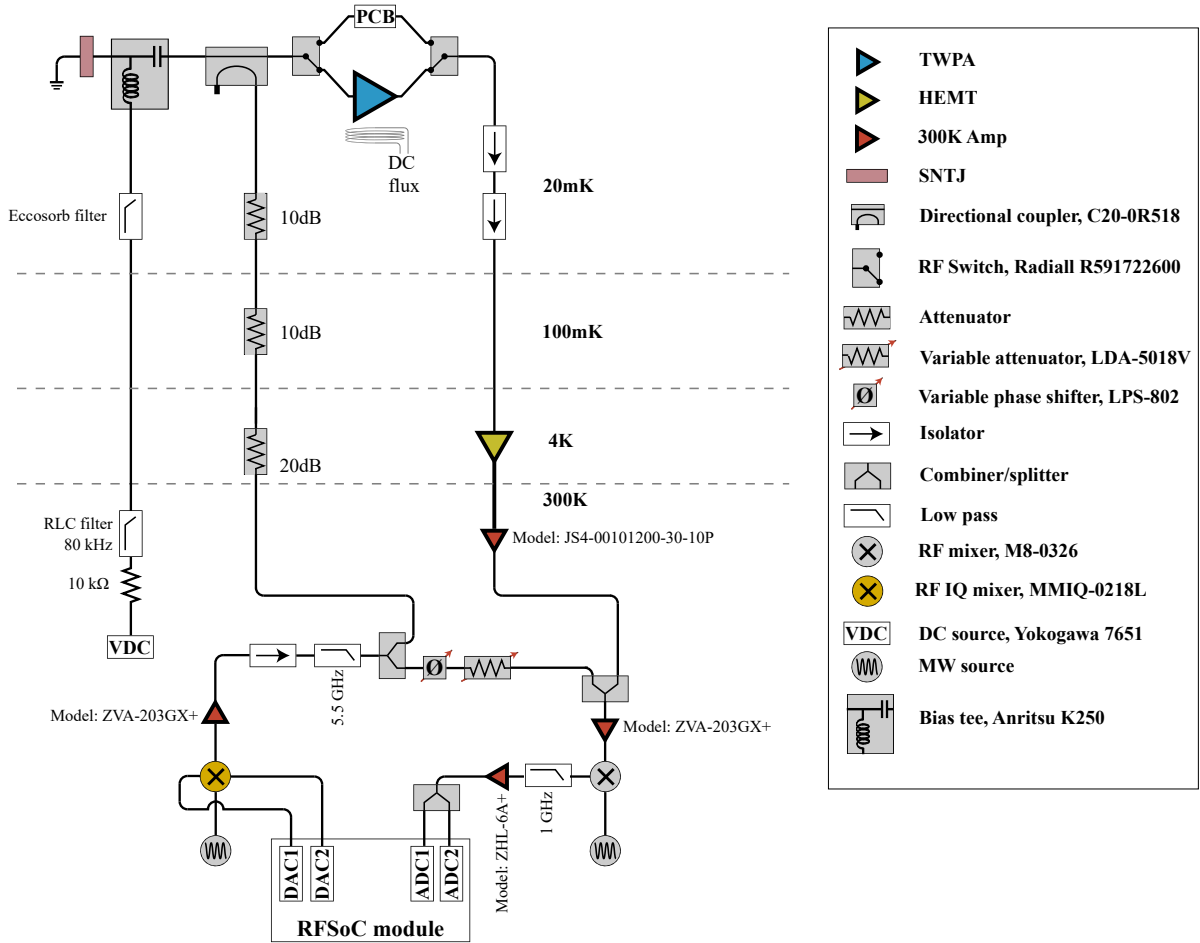 PCB
DC
flux
20mK
Eccosorb filter
10dB
10dB
100mK
4K
20dB
300K
RLC filter
80 kHz
Model: JS4-00101200-30-10P
10 kΩ
VDC
Ø
5.5 GHz
Model: ZVA-203GX+
Model: ZVA-203GX+
1 GHz
Model: ZHL-6A+
DAC1
DAC2
ADC1
ADC2
RFSoC module
TWPA
HEMT
300K Amp
SNTJ
Directional coupler, C20-0R518
RF Switch, Radiall R591722600
Attenuator
Variable attenuator, LDA-5018V
Ø
Variable phase shifter, LPS-802
Isolator
Combiner/splitter
Low pass
RF mixer, M8-0326
RF IQ mixer, MMIQ-0218L
VDC
DC source, Yokogawa 7651
MW source
Bias tee, Anritsu K250